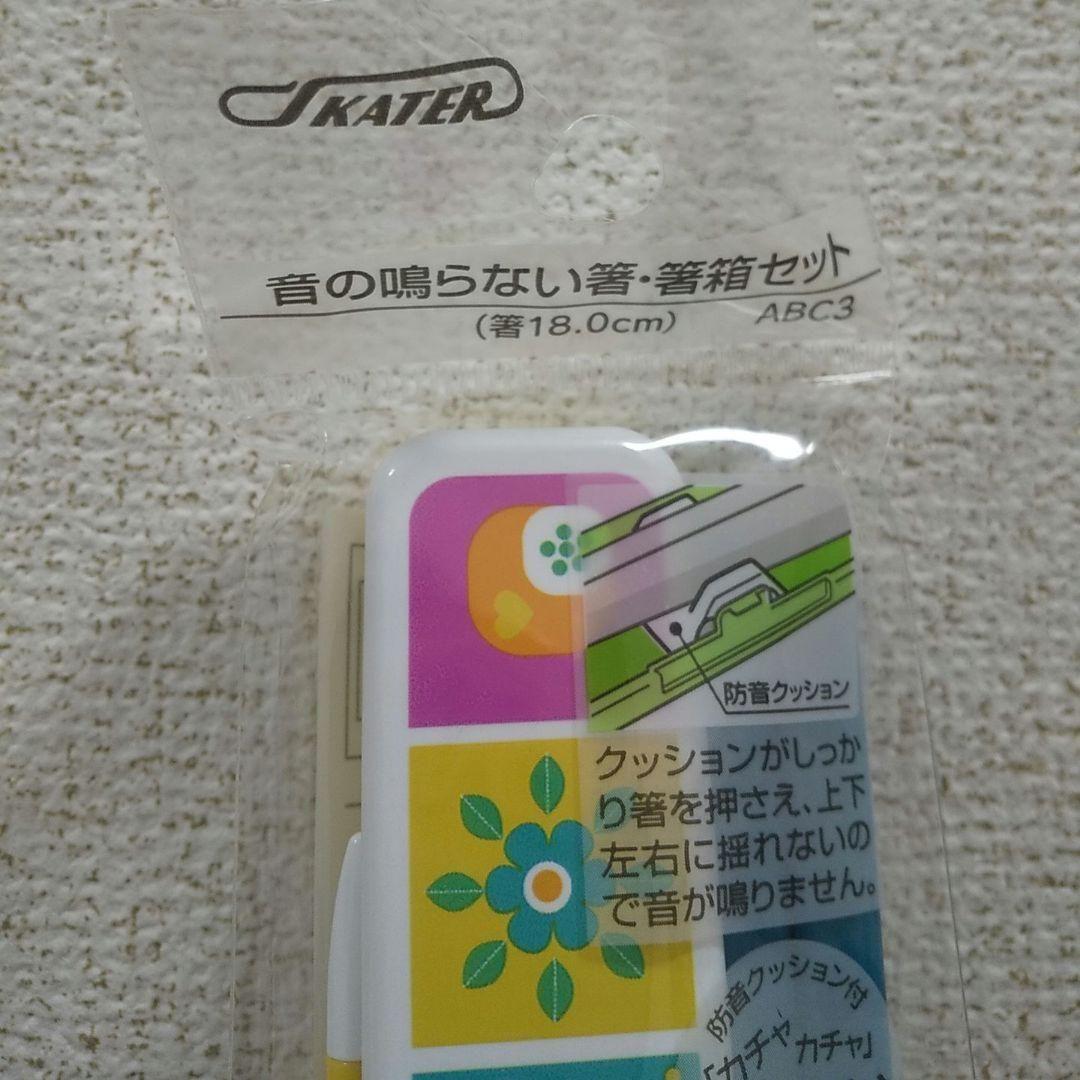 SKATER
音の鳴らない箸・箸箱セット
(箸18.0cm) ABC3
防音クッション
クッションがしっか
り箸を押さえ、上下
左右に揺れないの
で音が鳴りません。
防音クッション付
「カチャカチャ」